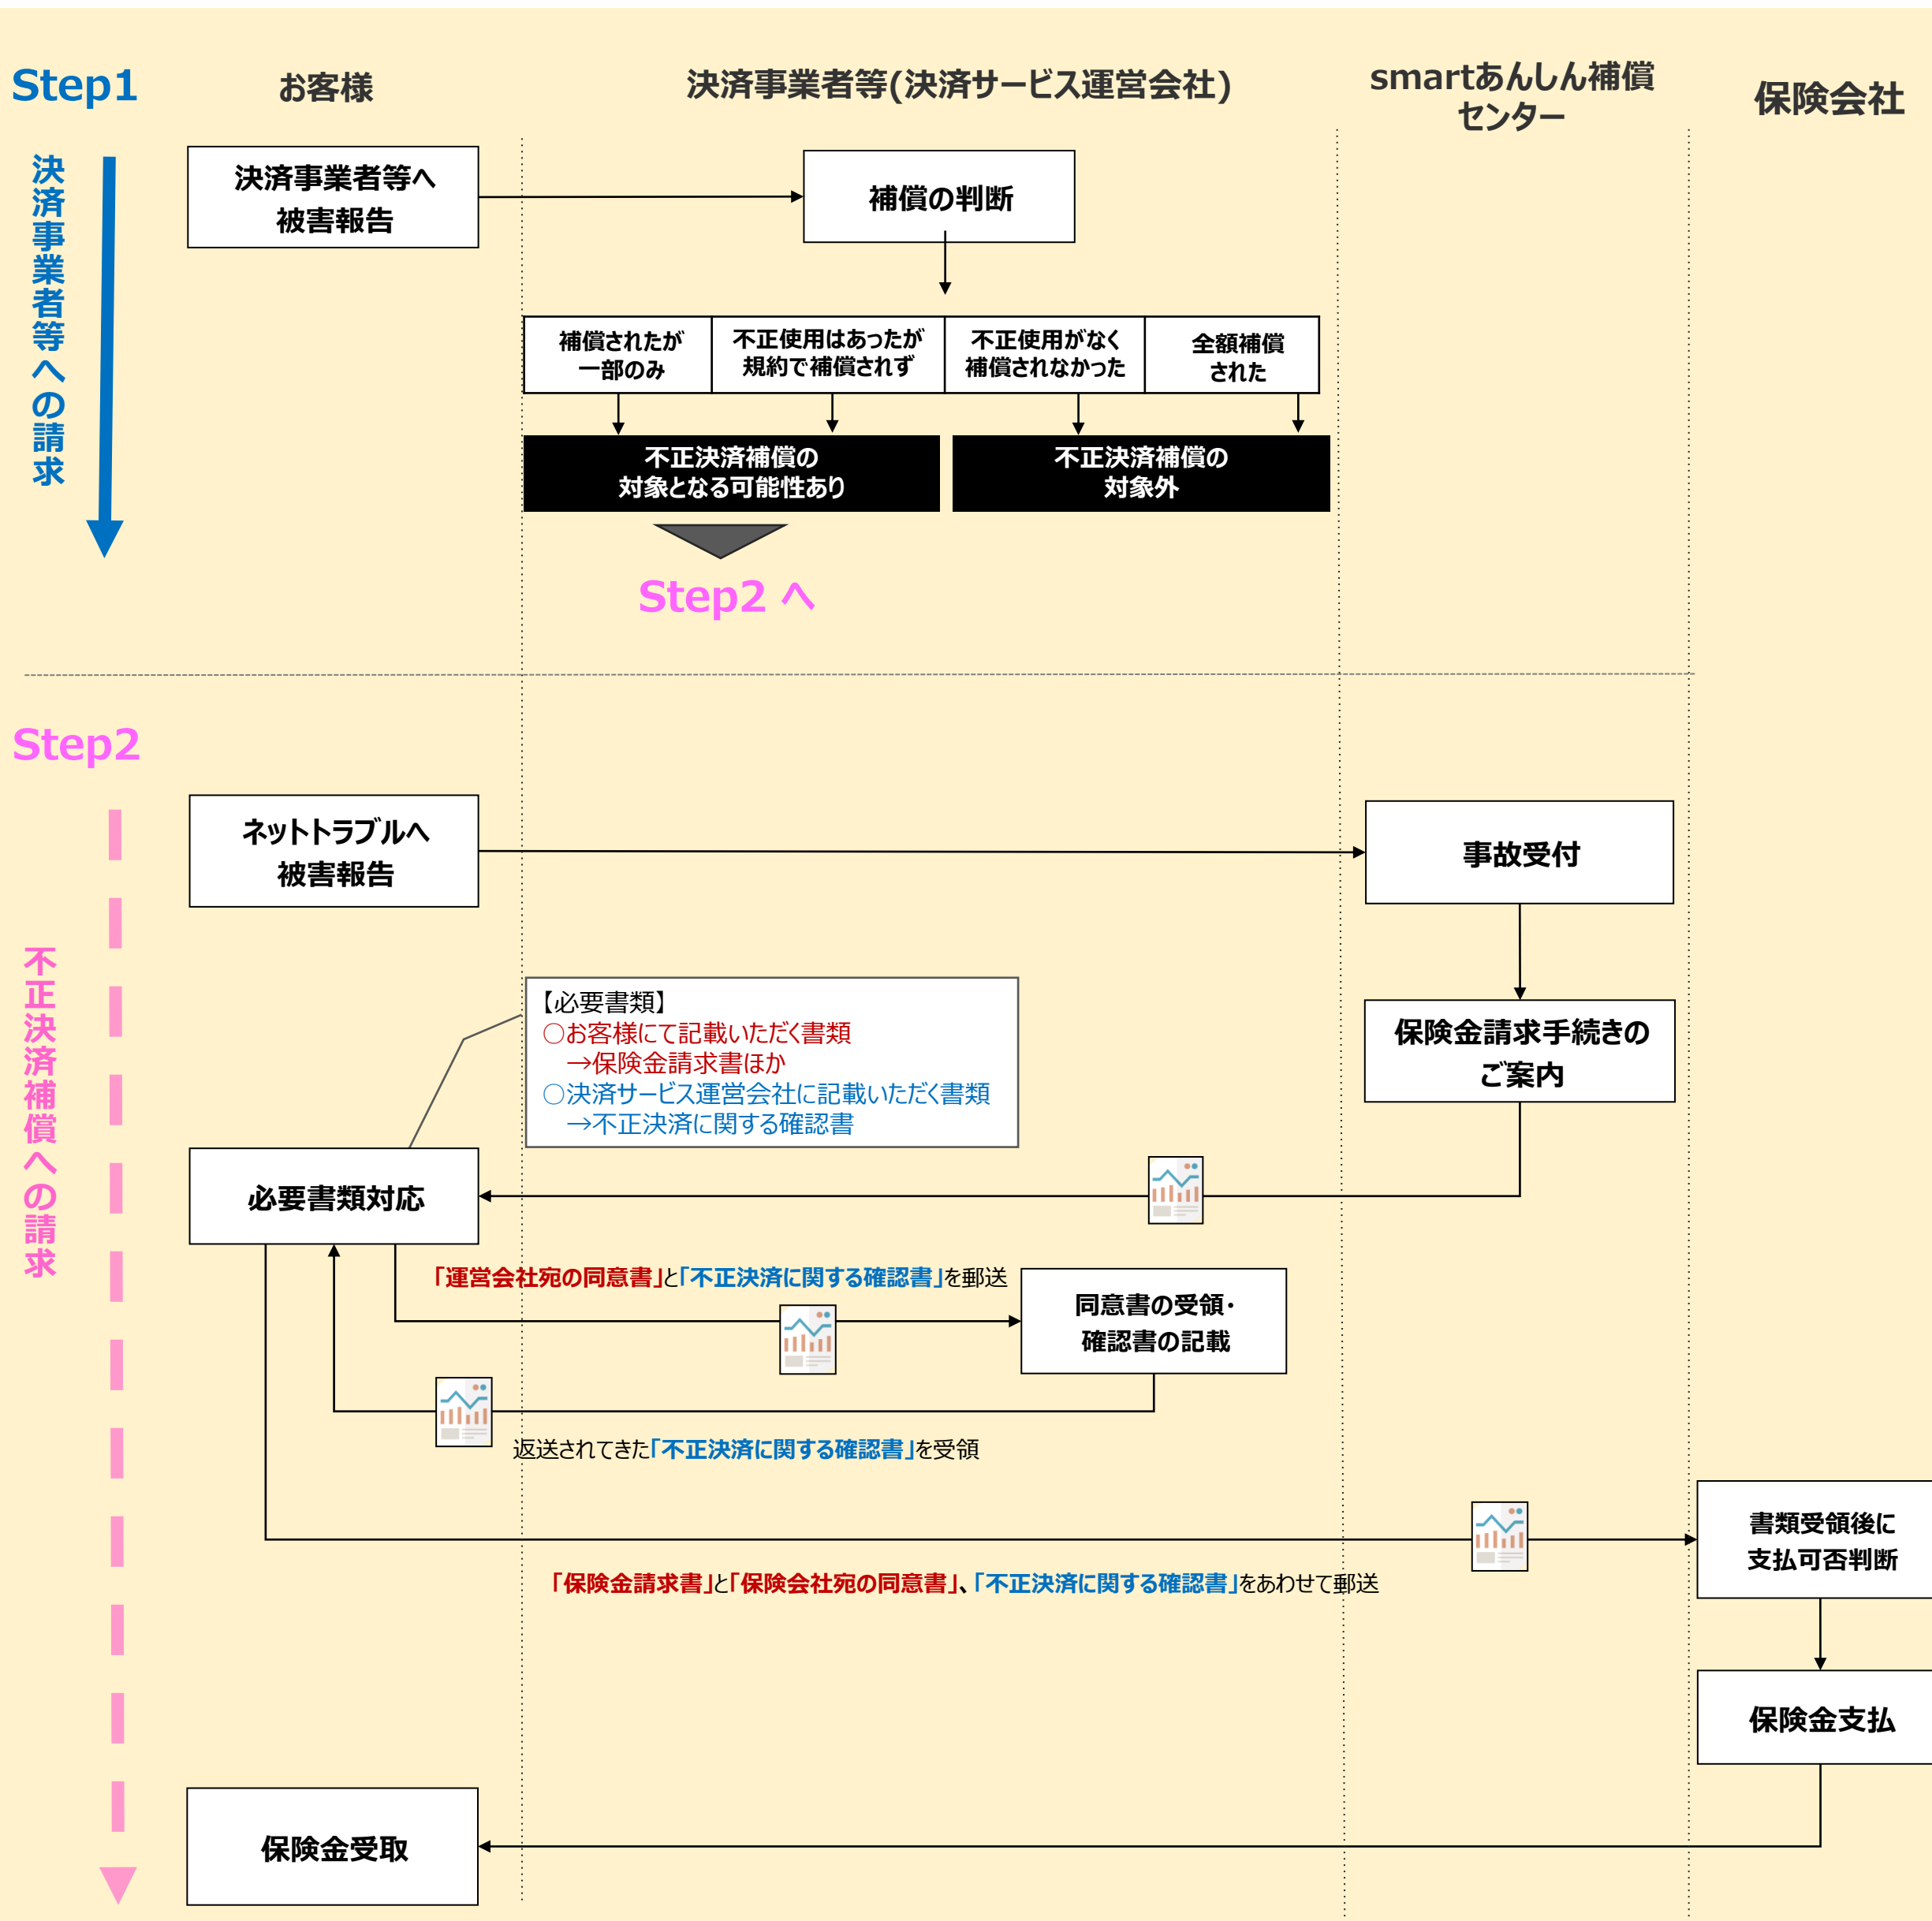 Step1
お客様
決済事業者等(決済サービス運営会社)
smartあんしん補償
センター
保険会社
決済事業者等への請求
決済事業者等へ
被害報告
補償の判断
補償されたが
一部のみ
不正使用はあったが
規約で補償されず
不正使用がなく
補償されなかった
全額補償
された
不正決済補償の
対象となる可能性あり
不正決済補償の
対象外
Step2 へ
Step2
不正決済補償への請求
ネットトラブルへ
被害報告
事故受付
保険金請求手続きの
ご案内
【必要書類】
○お客様にて記載いただく書類
→保険金請求書ほか
○決済サービス運営会社に記載いただく書類
→不正決済に関する確認書
必要書類対応
「運営会社宛の同意書」と「不正決済に関する確認書」を郵送
同意書の受領・
確認書の記載
返送されてきた「不正決済に関する確認書」を受領
書類受領後に
支払可否判断
「保険金請求書」と「保険会社宛の同意書」、「不正決済に関する確認書」をあわせて郵送
保険金支払
保険金受取